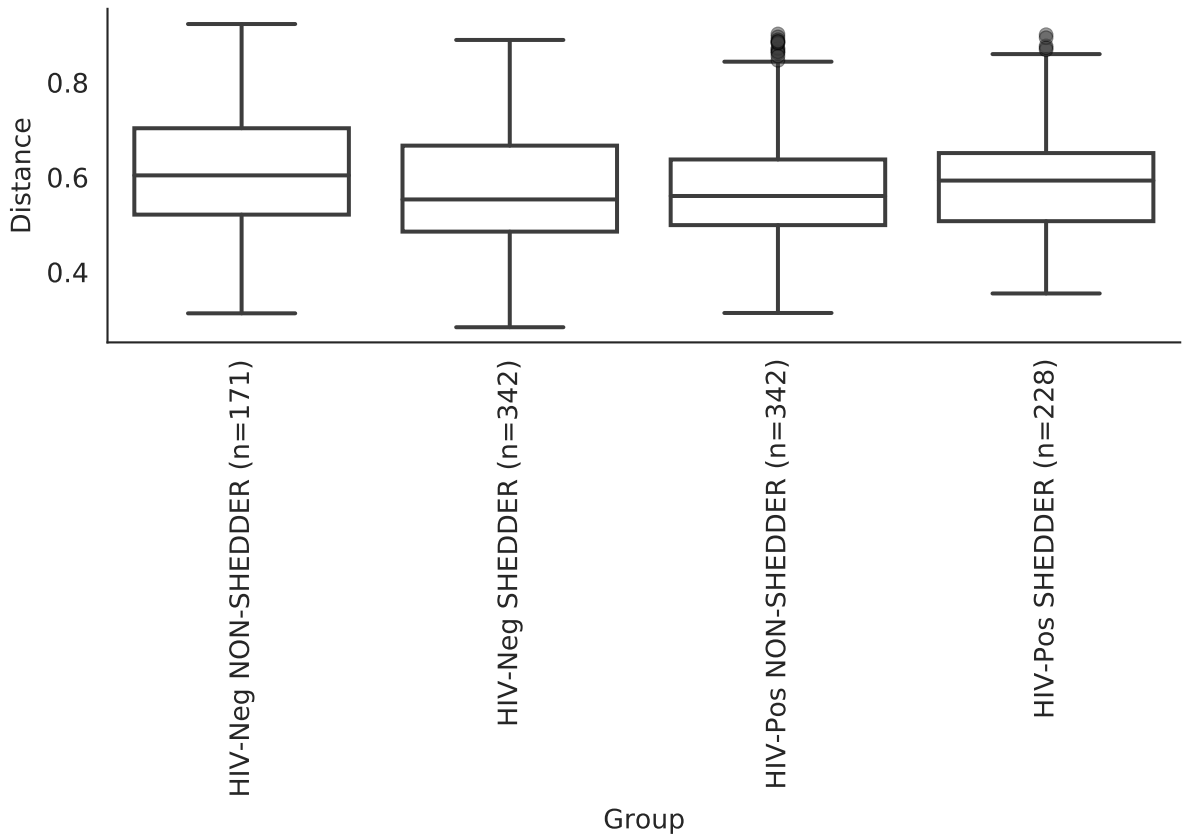 Distance
0.8
0.6
0.4
HIV-Neg NON-SHEDDER (n=171)
HIV-Neg SHEDDER (n=342)
HIV-Pos NON-SHEDDER (n=342)
HIV-Pos SHEDDER (n=228)
Group